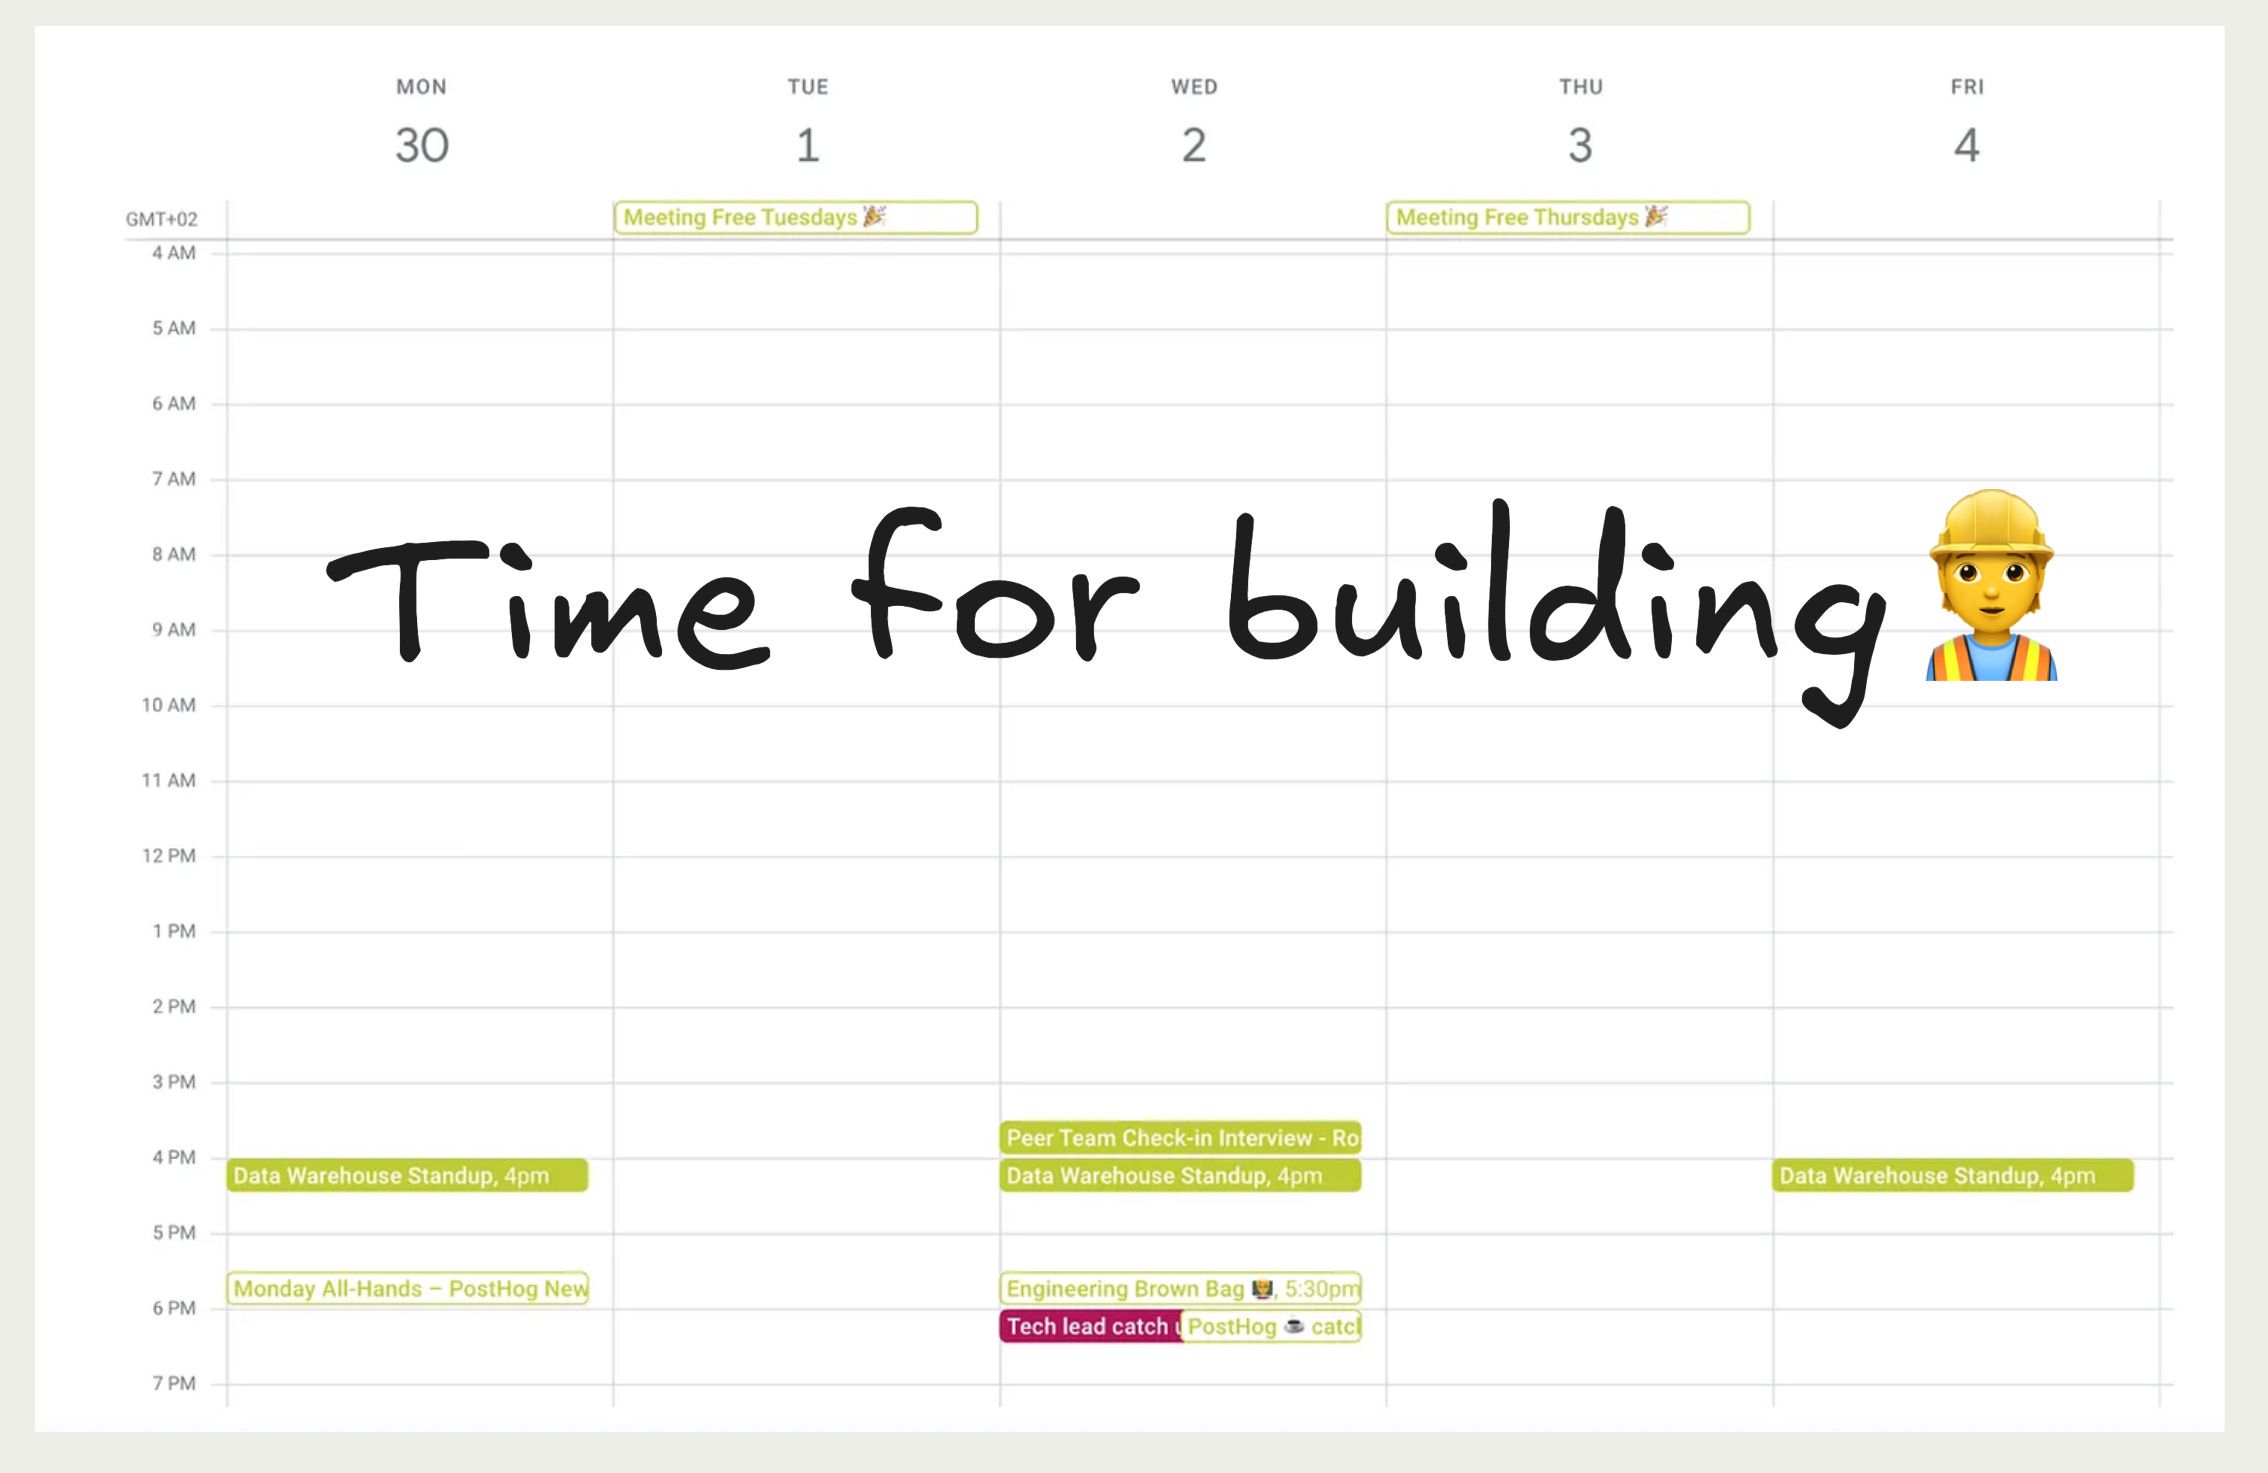 MON TUE WED THU FRI
30 1 2 3 4
GMT+02 Meeting Free Tuesdays 🎉 Meeting Free Thursdays 🎉
4 AM
5 AM
6 AM
7 AM
Time for building 👷
8 AM
9 AM
10 AM
11 AM
12 PM
1 PM
2 PM
3 PM
Peer Team Check-in Interview - Ro
4 PM
Data Warehouse Standup, 4pm Data Warehouse Standup, 4pm Data Warehouse Standup, 4pm
5 PM
Monday All-Hands – PostHog New Engineering Brown Bag 👩‍🏫, 5:30pm
6 PM
Tech lead catch PostHog ☕ catc
7 PM